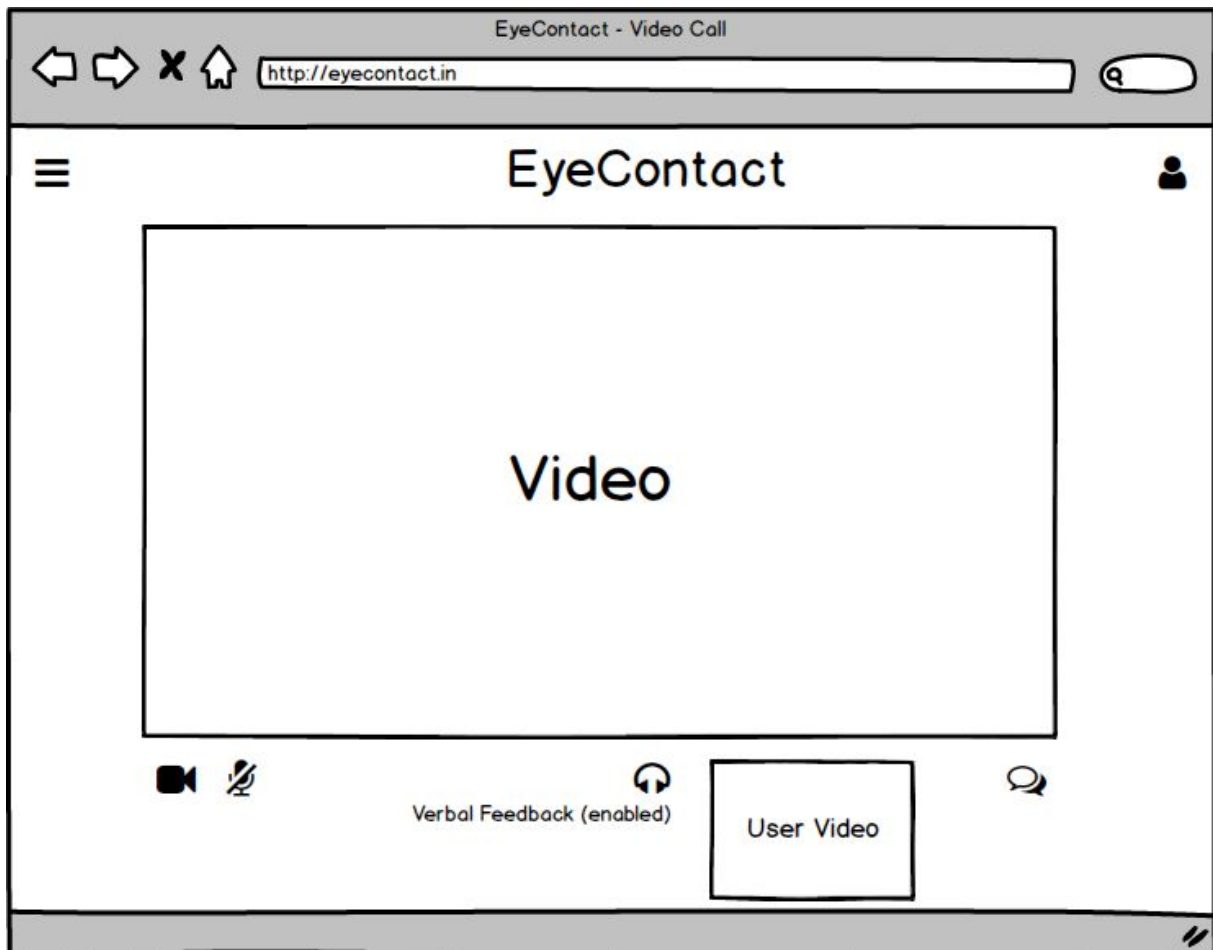 EyeContact - Video Call
http://eyecontact.in
EyeContact
Video
Verbal Feedback (enabled)
User Video